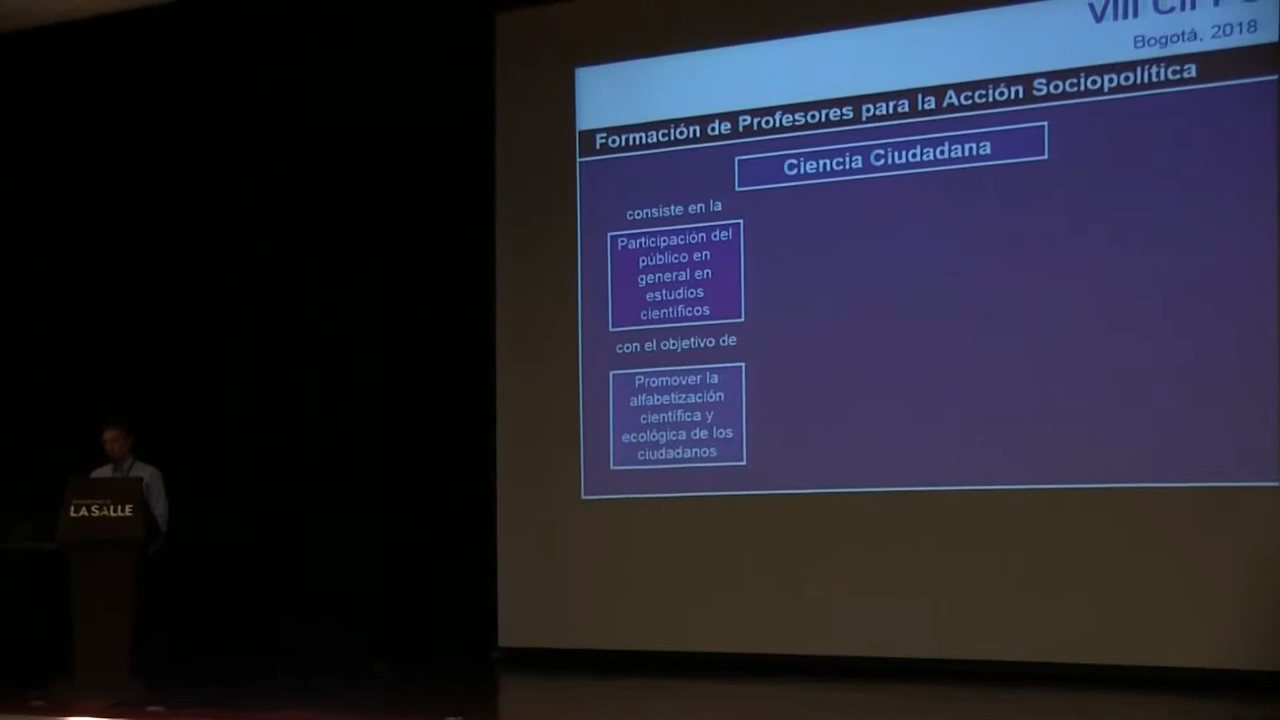 VIII
Bogotá, 2018
Formación de Profesores para la Acción Sociopolítica
Ciencia Ciudadana
consiste en la
Participación del
público en
general en
estudios
científicos
con el objetivo de
Promover la
alfabetización
científica y
ecológica de los
ciudadanos
LA SALLE